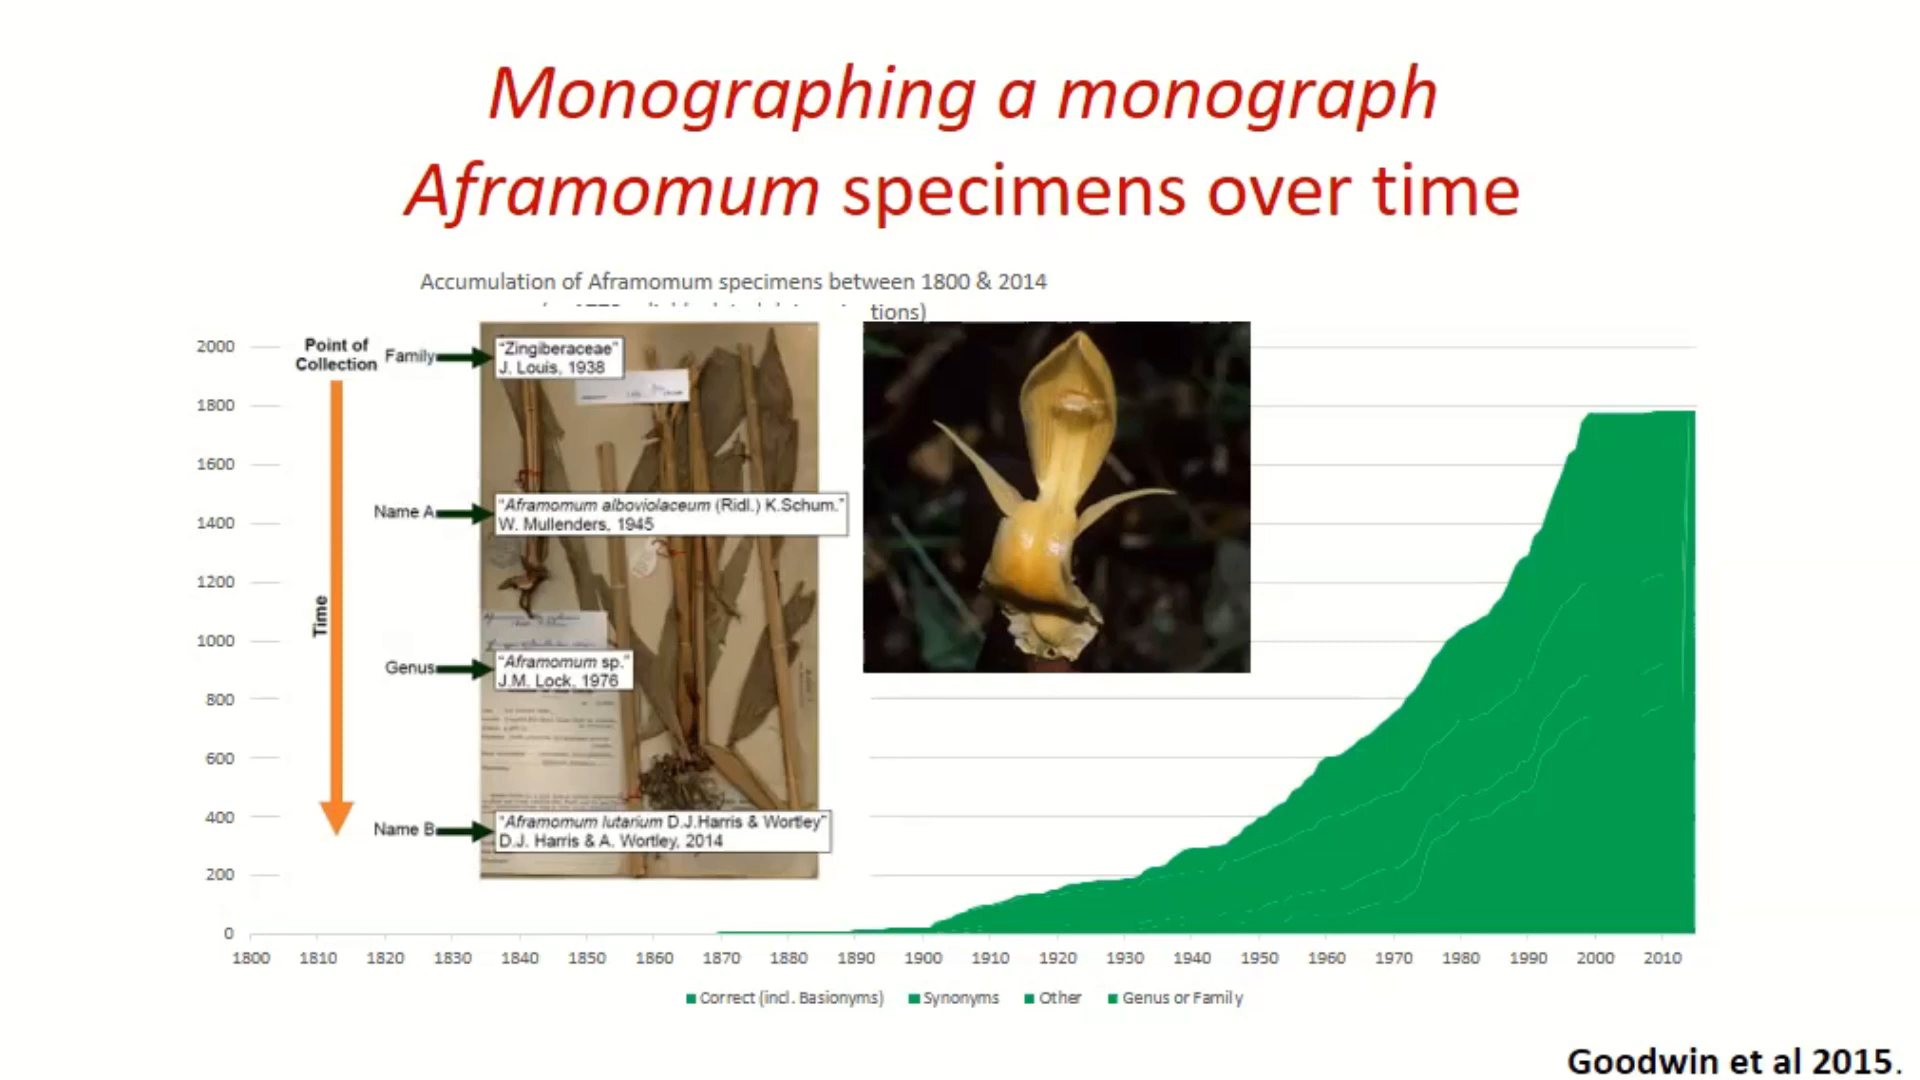 Monographing a monograph
Aframomum specimens over time
Accumulation of Aframomum specimens between 1800 & 2014
tions)
2000
1800
1600
1400
1200
1000
800
600
400
200
0
Point of
Collection
Time
Family
"Zingiberaceae"
J. Louis, 1938
Name A
"Aframomum alboviolaceum (Ridl.) K.Schum."
W. Mullenders, 1945
Genus
"Aframomum sp."
J.M. Lock, 1976
Name B
"Aframomum lutarium D.J.Harris & Wortley"
D.J. Harris & A. Wortley, 2014
1800 1810 1820 1830 1840 1850 1860 1870 1880 1890 1900 1910 1920 1930 1940 1950 1960 1970 1980 1990 2000 2010
Correct (incl. Basionyms) Synonyms Other Genus or Family
Goodwin et al 2015.